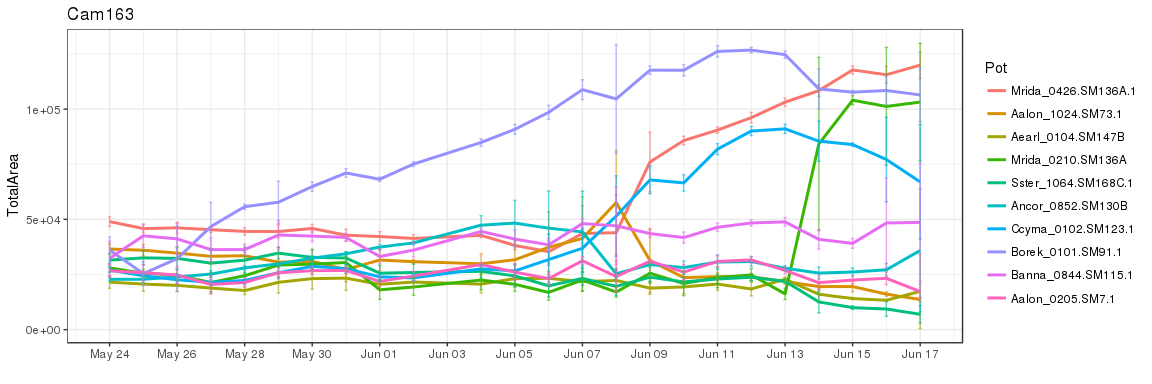 Cam163
TotalArea
1e+05
5e+04
0e+00
May 24 May 26 May 28 May 30 Jun 01 Jun 03 Jun 05 Jun 07 Jun 09 Jun 11 Jun 13 Jun 15 Jun 17
Pot
Mrida_0426.SM136A.1
Aalon_1024.SM73.1
Aearl_0104.SM147B
Mrida_0210.SM136A
Sster_1064.SM168C.1
Ancor_0852.SM130B
Ccyma_0102.SM123.1
Borek_0101.SM91.1
Banna_0844.SM115.1
Aalon_0205.SM7.1